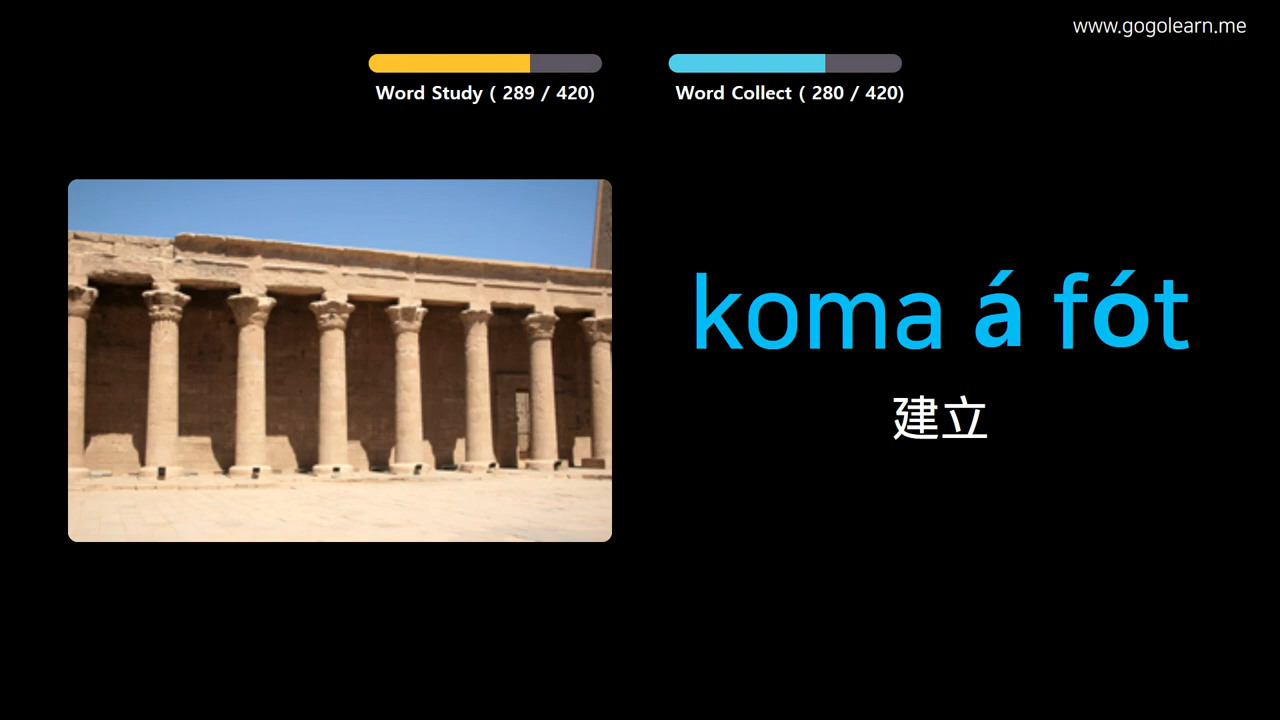 www.gogolearn.me
Word Study ( 289 / 420)
Word Collect ( 280 / 420)
koma á fót
建立